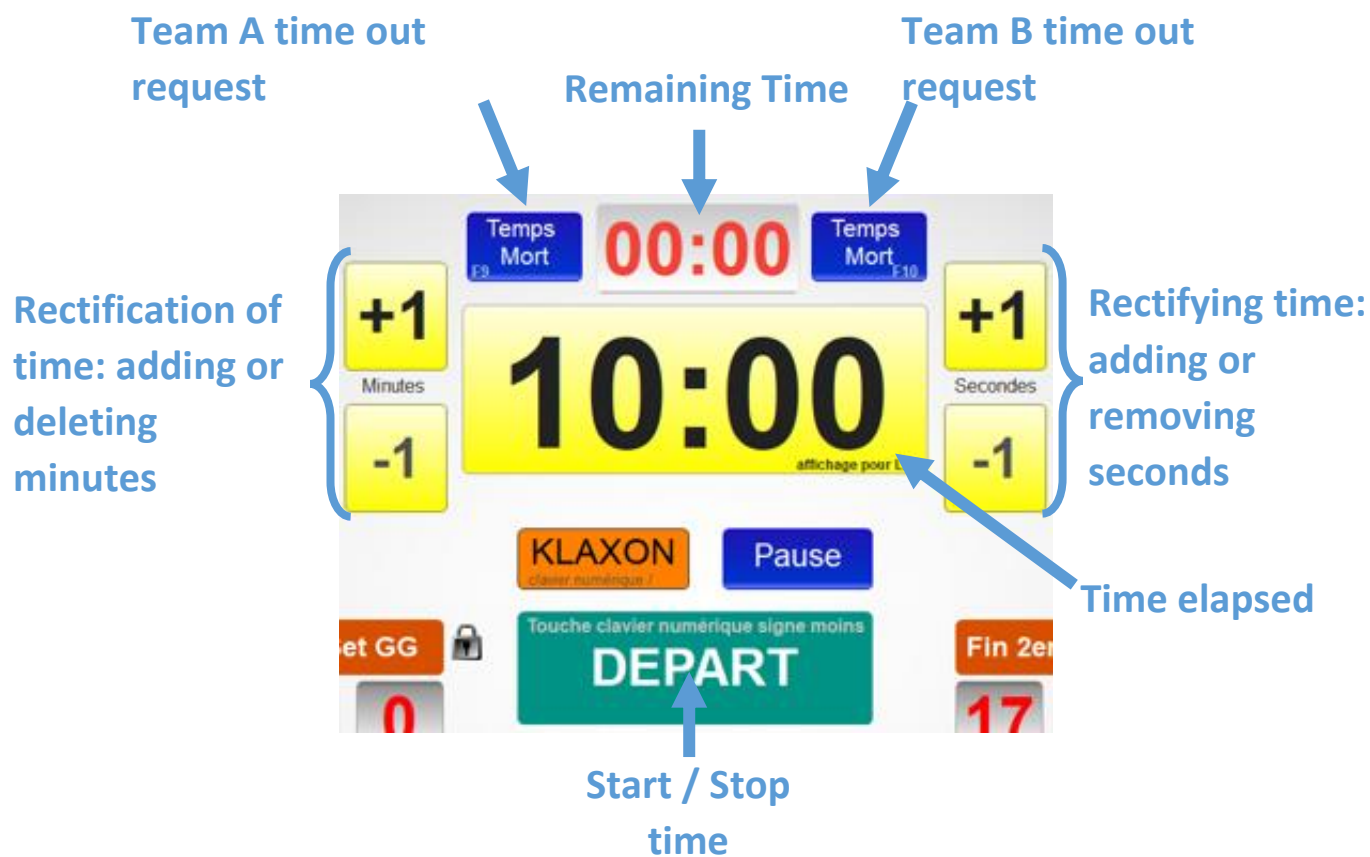 Team A time out
request
Remaining Time
Team B time out
request
Temps
Mort
F9
00:00
Temps
Mort
F10
Rectification of
time: adding or
deleting
minutes
+1
Minutes
-1
10:00
affichage pour
+1
Secondes
-1
Rectifying time:
adding or
removing
seconds
KLAXON
clavier numérique /
Pause
Time elapsed
et GG
Touche clavier numérique signe moins
DEPART
Fin 2e
0
17
Start / Stop
time